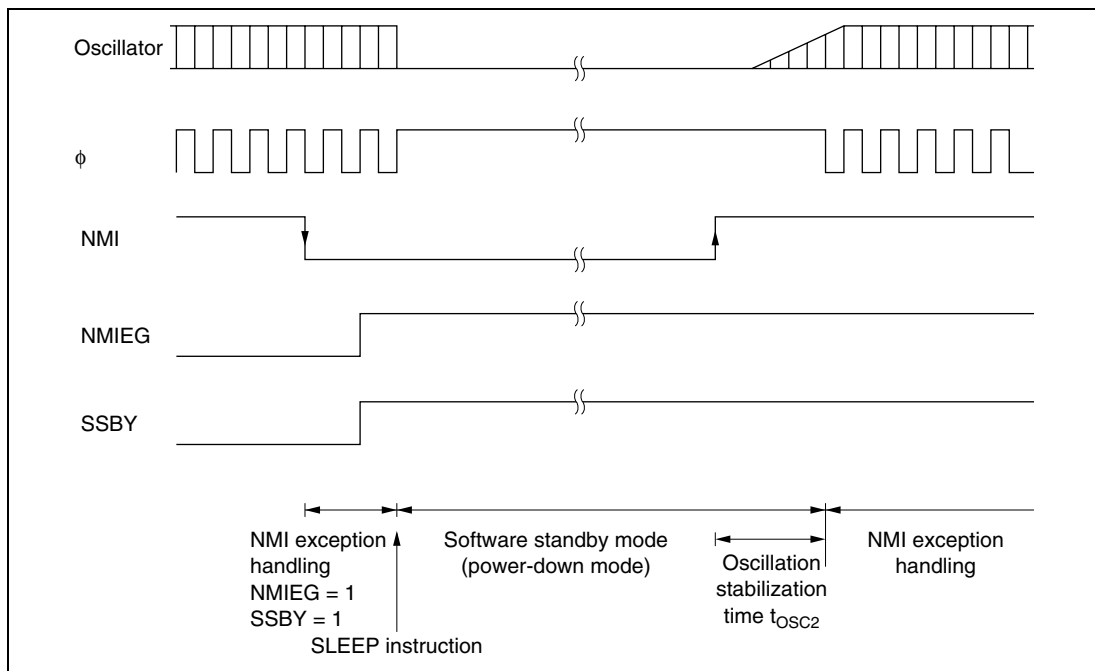 Oscillator
ϕ
NMI
NMIEG
SSBY
NMI exception
handling
NMIEG = 1
SSBY = 1
SLEEP instruction
Software standby mode
(power-down mode)
Oscillation
stabilization
time tOSC2
NMI exception
handling